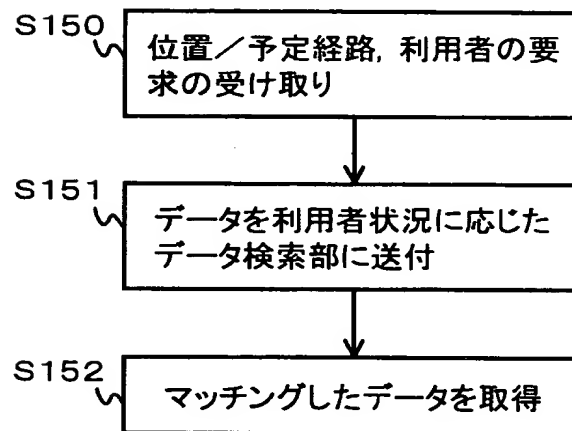 S150
位置／予定経路, 利用者の要
求の受け取り
S151
データを利用者状況に応じた
データ検索部に送付
S152
マッチングしたデータを取得